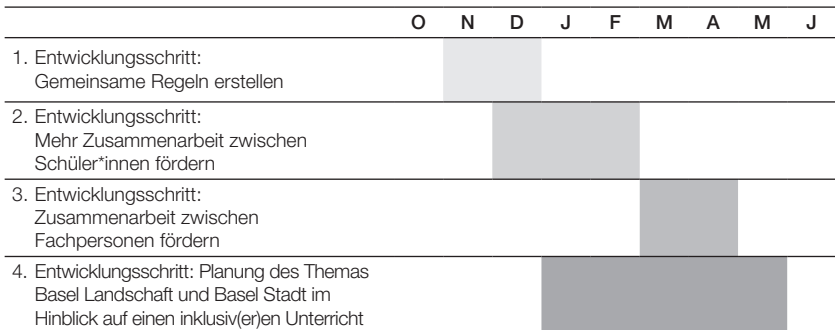 O N D J F M A M J
1. Entwicklungsschritt:
Gemeinsame Regeln erstellen
2. Entwicklungsschritt:
Mehr Zusammenarbeit zwischen
Schüler*innen fördern
3. Entwicklungsschritt:
Zusammenarbeit zwischen
Fachpersonen fördern
4. Entwicklungsschritt: Planung des Themas
Basel Landschaft und Basel Stadt im
Hinblick auf einen inklusiv(er)en Unterricht